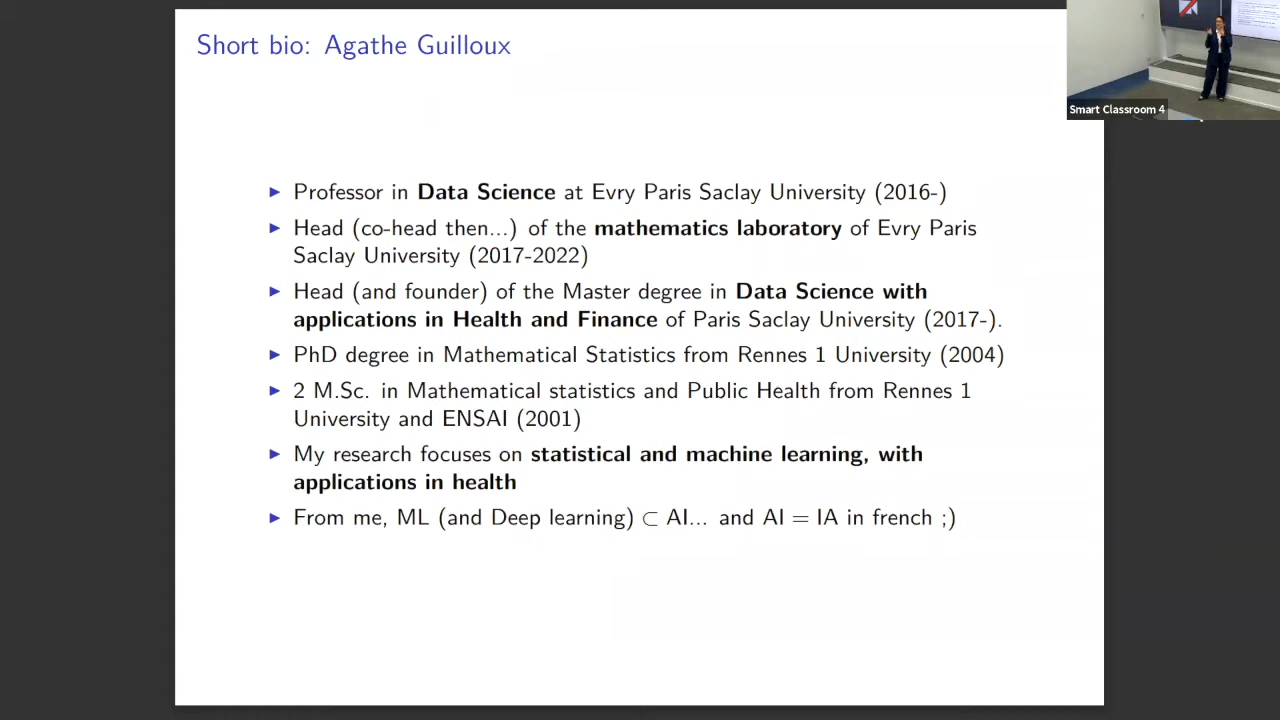 Short bio: Agathe Guilloux
Smart Classroom 4
▶ Professor in Data Science at Evry Paris Saclay University (2016-)
▶ Head (co-head then...) of the mathematics laboratory of Evry Paris
Saclay University (2017-2022)
▶ Head (and founder) of the Master degree in Data Science with
applications in Health and Finance of Paris Saclay University (2017-).
▶ PhD degree in Mathematical Statistics from Rennes 1 University (2004)
▶ 2 M.Sc. in Mathematical statistics and Public Health from Rennes 1
University and ENSAI (2001)
▶ My research focuses on statistical and machine learning, with
applications in health
▶ From me, ML (and Deep learning) ⊂ AI... and AI = IA in french ;)